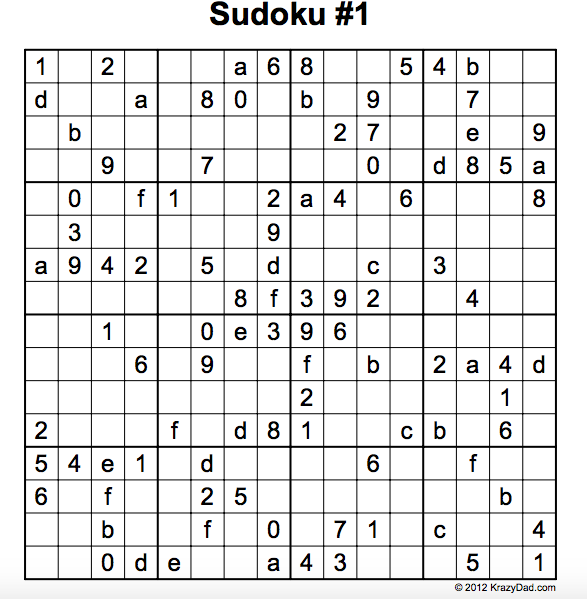 Sudoku #1
1 2 a 6 8 5 4 b
d a 8 0 b 9 7
b 2 7 e 9
9 7 0 d 8 5 a
0 f 1 2 a 4 6 8
3 9
a 9 4 2 5 d c 3
8 f 3 9 2 4
1 0 e 3 9 6
6 9 f b 2 a 4 d
2 1
2 f d 8 1 c b 6
5 4 e 1 d 6 f
6 f 2 5 b
b f 0 7 1 c 4
0 d e a 4 3 5 1
© 2012 KrazyDad.com